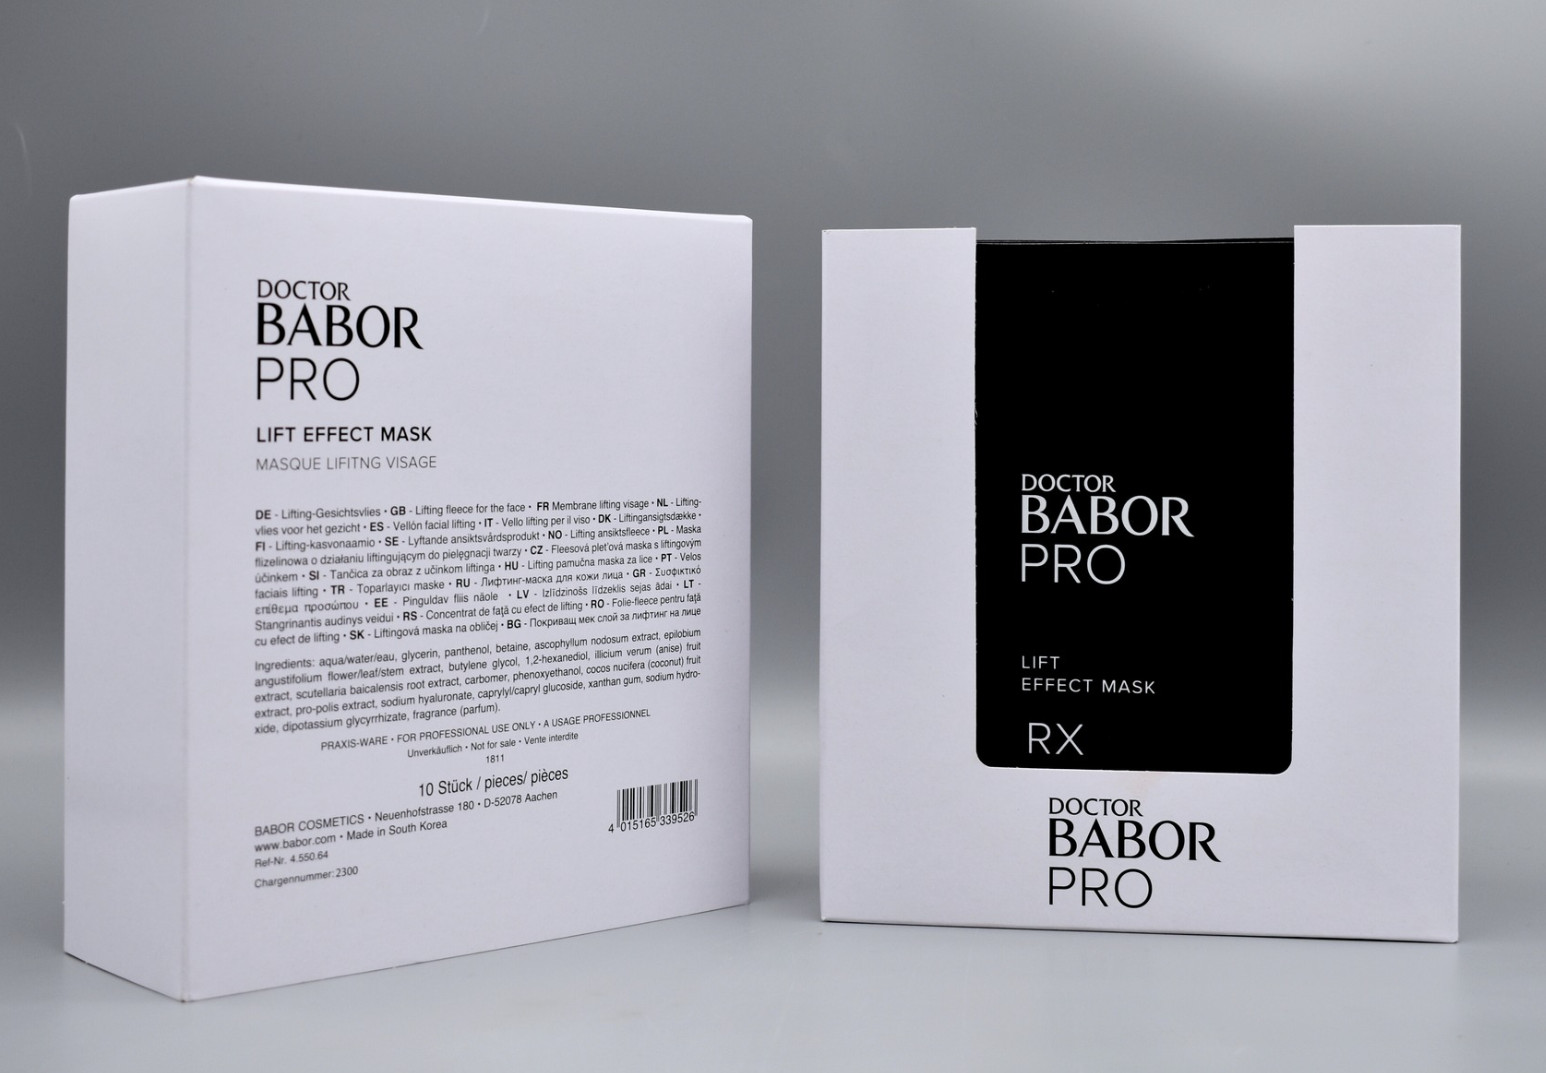 DOCTOR
BABOR
PRO
LIFT EFFECT MASK
MASQUE LIFITNG VISAGE
DE - Lifting-Gesichtsvlies • GB - Lifting fleece for the face • FR Membrane lifting visage • NL - Lifting-
vlies voor het gezicht • ES - Vellón facial lifting • IT - Vello lifting per il viso • DK - Liftingansigtsdække •
FI - Lifting-kasvonaamio • SE - Lyftande ansiktsvårdsprodukt • NO - Lifting ansiktsfleece • PL - Maska
flizelinowa o działaniu liftingującym do pielęgnacji twarzy • CZ - Fleesová pleťová maska s liftingovým
účinkem • SI - Tančica za obraz z učinkom liftinga • HU - Lifting pamučna maska za lice • PT - Velos
faciais lifting • TR - Toparlayıcı maske • RU - Лифтинг-маска для кожи лица • GR - Συσφικτικό
επίθεμα προσώπου • EE - Pinguldav fliis näole • LV - Izlīdzinošs līdzeklis sejas ādai • LT -
Stangrinantis audinys veidui • RS - Concentrat de faţă cu efect de lifting • RO - Folie-fleece pentru faţă
cu efect de lifting • SK - Liftingová maska na obličej • BG - Покриващ мек слой за лифтинг на лице
Ingredients: aqua/water/eau, glycerin, panthenol, betaine, ascophyllum nodosum extract, epilobium
angustifolium flower/leaf/stem extract, butylene glycol, 1,2-hexanediol, illicium verum (anise) fruit
extract, scutellaria baicalensis root extract, carbomer, phenoxyethanol, cocos nucifera (coconut) fruit
extract, pro-polis extract, sodium hyaluronate, caprylyl/capryl glucoside, xanthan gum, sodium hydro-
xide, dipotassium glycyrrhizate, fragrance (parfum).
PRAXIS-WARE • FOR PROFESSIONAL USE ONLY • A USAGE PROFESSIONNEL
Unverkäuflich • Not for sale • Vente interdite
1811
10 Stück / pieces/ pièces
BABOR COSMETICS • Neuenhofstrasse 180 • D-52078 Aachen
www.babor.com • Made in South Korea
Ref-Nr. 4.550.64
Chargennummer: 2300
4 015165 339526
DOCTOR
BABOR
PRO
LIFT
EFFECT MASK
RX
DOCTOR
BABOR
PRO